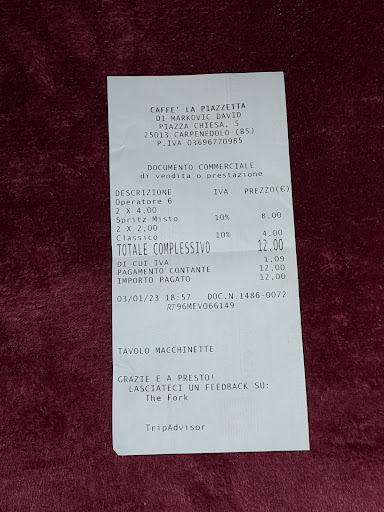 CAFFE' LA PIAZZETTA
DI MARKOVIC DAVID
PIAZZA CHIESA, 5
25013 CARPENEDOLO (BS)
P.IVA 03696770985
DOCUMENTO COMMERCIALE
di vendita o prestazione
DESCRIZIONE IVA PREZZO(€)
Operatore 6
2 X 4,00
Spritz Misto 10% 8,00
2 X 2,00
Classico 10% 4,00
TOTALE COMPLESSIVO 12,00
DI CUI IVA 1,09
PAGAMENTO CONTANTE 12,00
IMPORTO PAGATO 12,00
03/01/23 18:57 DOC.N.1486-0072
RT96MEV066149
TAVOLO MACCHINETTE
GRAZIE E A PRESTO!
LASCIATECI UN FEEDBACK SU:
The Fork
TripAdvisor